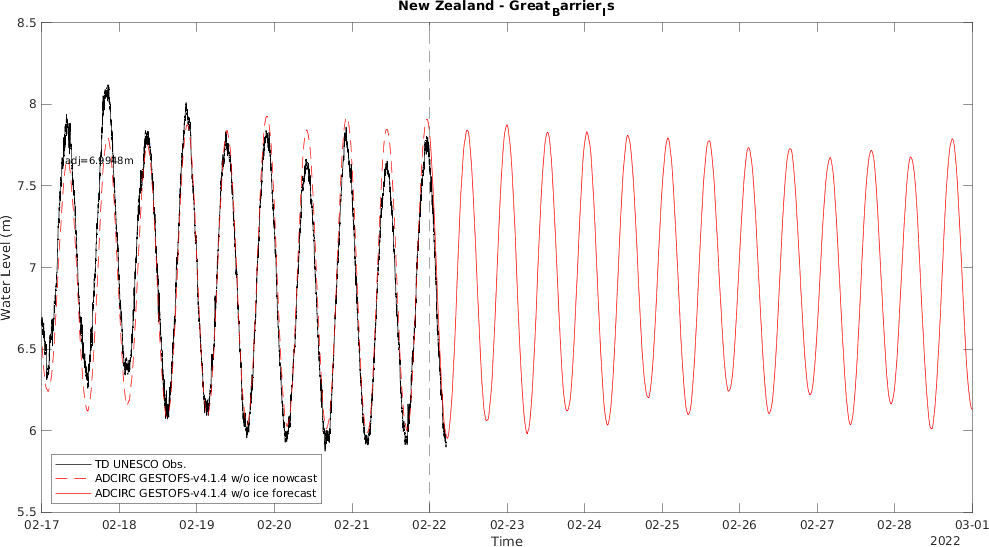 New Zealand - Great_Barrier_Is
8.5
8
7.5
7
6.5
6
5.5
Water Level (m)
adj=6.9948m
TD UNESCO Obs.
ADCIRC GESTOFS-v4.1.4 w/o ice nowcast
ADCIRC GESTOFS-v4.1.4 w/o ice forecast
02-17 02-18 02-19 02-20 02-21 02-22 02-23 02-24 02-25 02-26 02-27 02-28 03-01
Time
2022